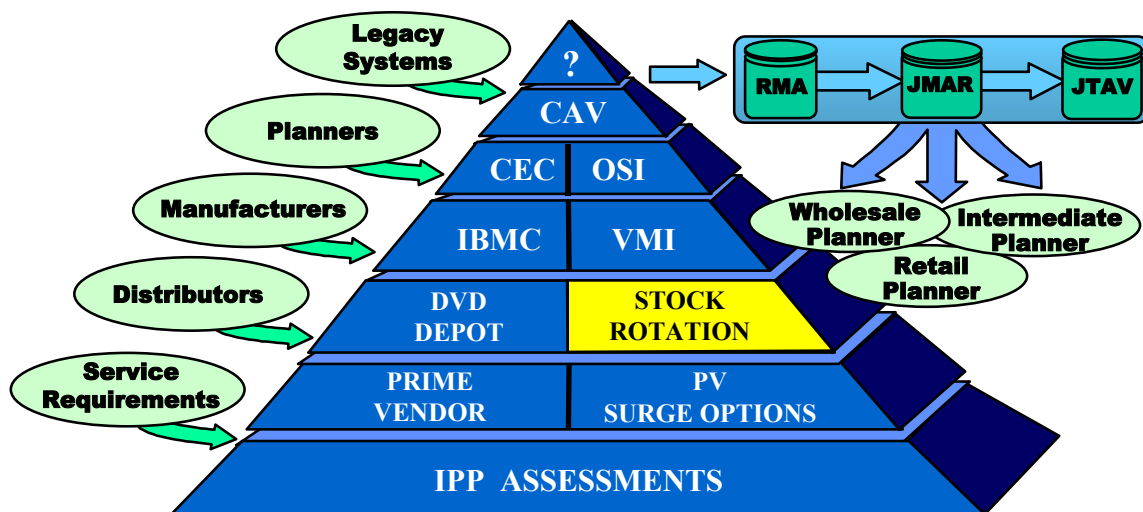 Legacy
Systems
?
RMA
JMAR
JTAV
CAV
Planners
CEC
OSI
Manufacturers
IBMC
VMI
Wholesale
Planner
Intermediate
Planner
Retail
Planner
Distributors
DVD
DEPOT
STOCK
ROTATION
Service
Requirements
PRIME
VENDOR
PV
SURGE OPTIONS
IPP ASSESSMENTS